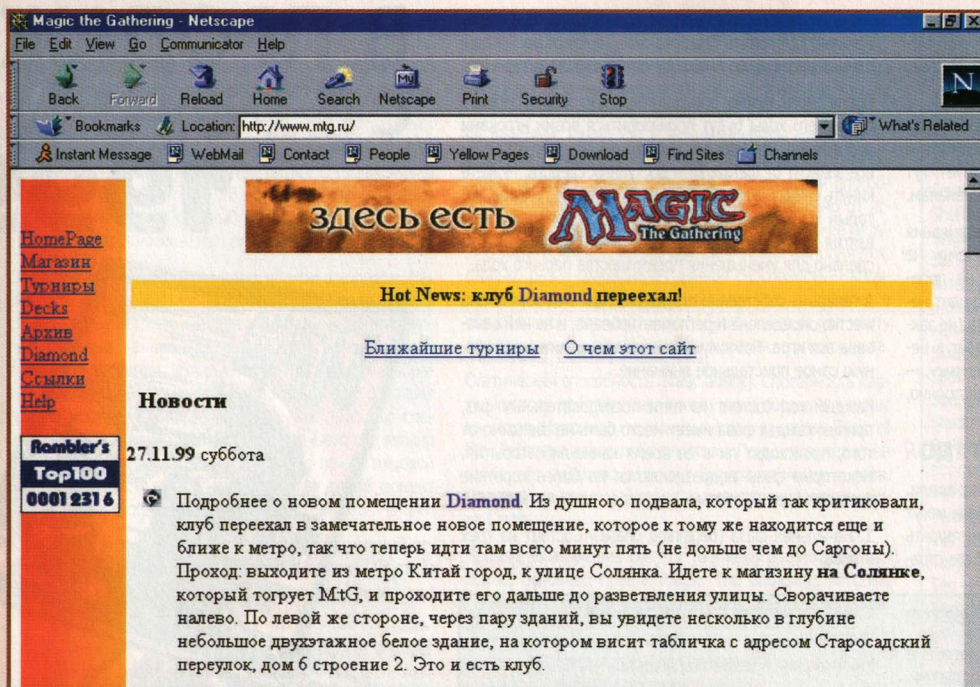 Magic the Gathering - Netscape
File Edit View Go Communicator Help
My
N
Back Forward Reload Home Search Netscape Print Security Stop
Bookmarks Location: http://www.mtg.ru/ What's Related
Instant Message WebMail Contact People Yellow Pages Download Find Sites Channels
здесь есть MAGIC
The Gathering
HomePage
Магазин
Турниры
Decks
Архив
Diamond
Ссылки
Help
Rambler's
Top100
0001 231 6
Hot News: клуб Diamond переехал!
Ближайшие турниры О чем этот сайт
Новости
27.11.99 суббота
Подробнее о новом помещении Diamond. Из душного подвала, который так критиковали,
клуб переехал в замечательное новое помещение, которое к тому же находится еще и
ближе к метро, так что теперь идти там всего минут пять (не дольше чем до Саргоны).
Проход: выходите из метро Китай город, к улице Солянка. Идете к магизину на Солянке,
который тогрует MtG, и проходите его дальше до разветвления улицы. Сворачиваете
налево. По левой же стороне, через пару зданий, вы увидете несколько в глубине
небольшое двухэтажное белое здание, на котором висит табличка с адресом Старосадский
переулок, дом 6 строение 2. Это и есть клуб.